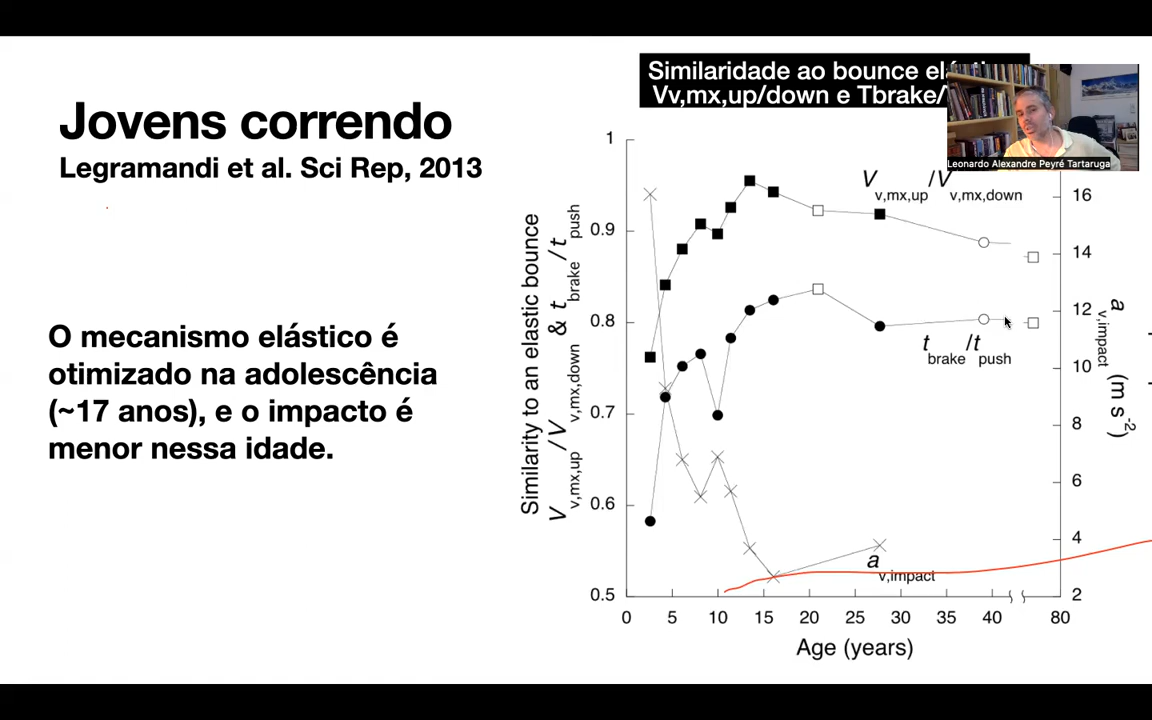 Jovens correndo
Legramandi et al. Sci Rep, 2013
O mecanismo elástico é
otimizado na adolescência
(~17 anos), e o impacto é
menor nessa idade.
Similaridade ao bounce
Vv,mx,up/down e Tbrake/
Leonardo Alexandre Peyré Tartaruga
Similarity to an elastic bounce
V v,mx,up / V v,mx,down & t brake / t push
1
0.9
0.8
0.7
0.6
0.5
V v,mx,up / V v,mx,down
t brake / t push
a v,impact
16
14
12
10
8
6
4
2
a v,impact (m s-2)
0 5 10 15 20 25 30 35 40 80
Age (years)